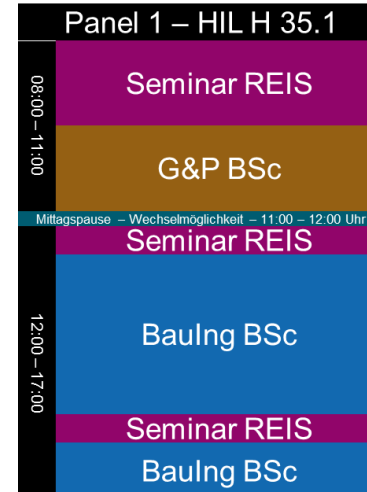 Panel 1 – HIL H 35.1
08:00 – 11:00
Seminar REIS
G&P BSc
Mittagspause – Wechselmöglichkeit – 11:00 – 12:00 Uhr
12:00 – 17:00
Seminar REIS
BauIng BSc
Seminar REIS
BauIng BSc